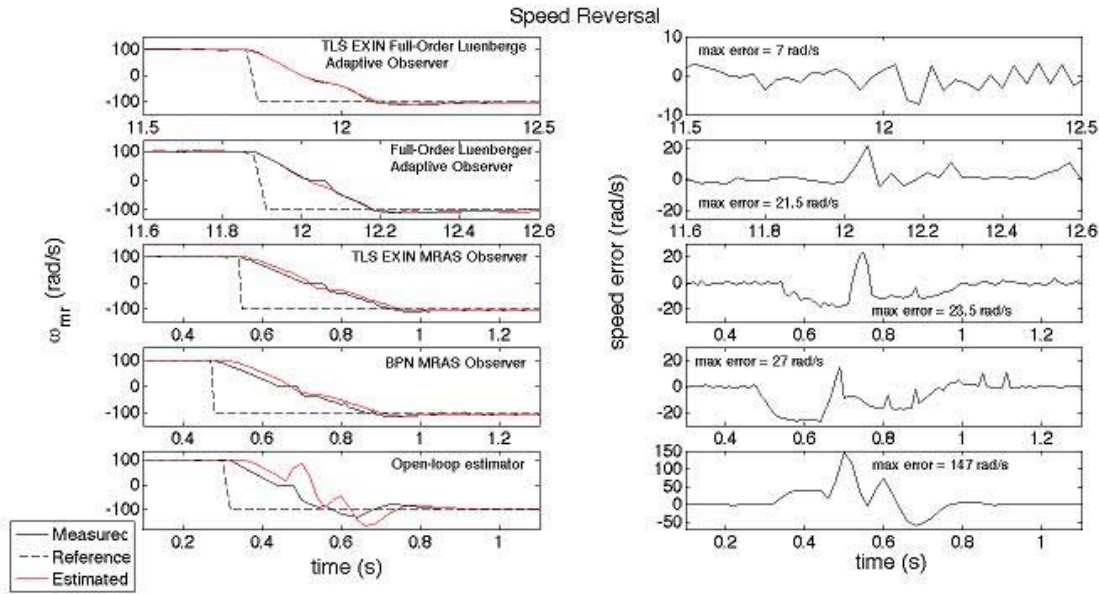 Speed Reversal
TLS EXIN Full-Order Luenberge
Adaptive Observer
100
0
-100
11.5 12 12.5
max error = 7 rad/s
10
0
-10
11.5 12 12.5
Full-Order Luenberger
Adaptive Observer
100
0
-100
11.6 11.8 12 12.2 12.4 12.6
max error = 21.5 rad/s
20
0
-20
11.6 11.8 12 12.2 12.4 12.6
TLS EXIN MRAS Observer
100
0
-100
0.4 0.6 0.8 1 1.2
max error = 23.5 rad/s
20
0
-20
0.4 0.6 0.8 1 1.2
BPN MRAS Observer
100
0
-100
0.4 0.6 0.8 1 1.2
max error = 27 rad/s
20
0
-20
0.4 0.6 0.8 1 1.2
Open-loop estimator
100
0
-100
0.2 0.4 0.6 0.8 1
max error = 147 rad/s
150
100
50
0
-50
0.2 0.4 0.6 0.8 1
ωmr (rad/s)
speed error (rad/s)
time (s)
time (s)
Measurec
Reference
Estimated